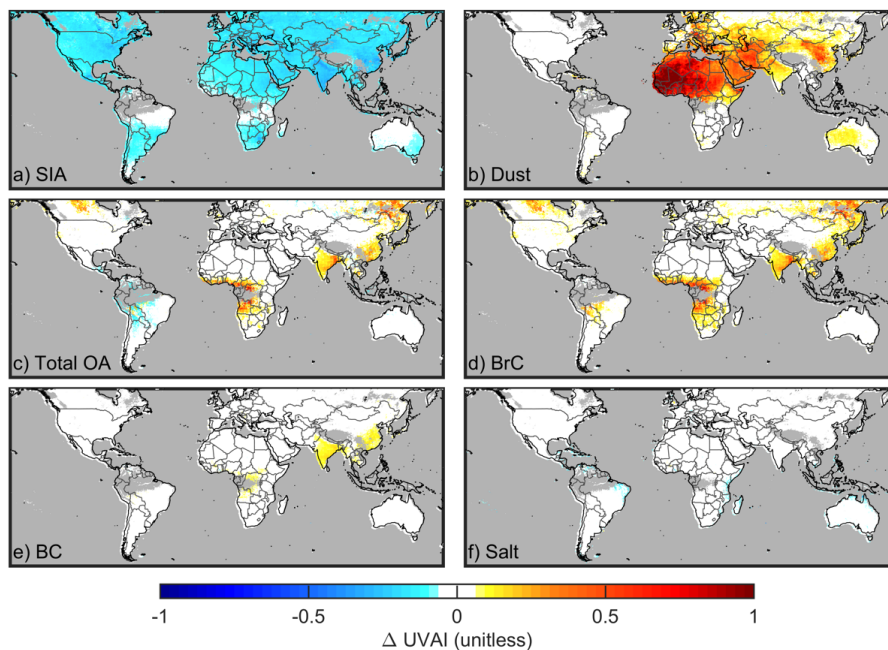 a) SIA
b) Dust
c) Total OA
d) BrC
e) BC
f) Salt
-1 -0.5 0 0.5 1
Δ UVAI (unitless)